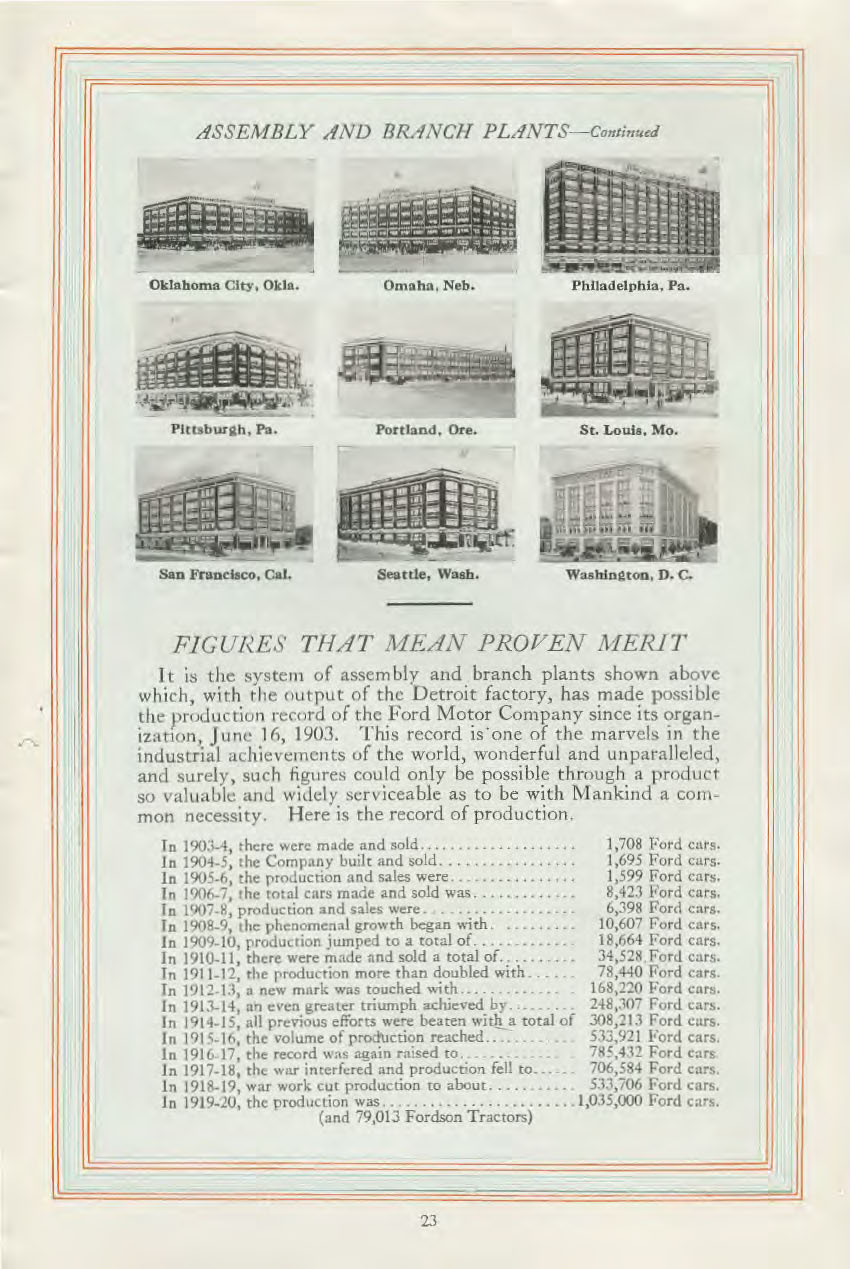 ASSEMBLY AND BRANCH PLANTS—Continued
Oklahoma City, Okla. Omaha, Neb. Philadelphia, Pa.
Pittsburgh, Pa. Portland, Ore. St. Louis, Mo.
San Francisco, Cal. Seattle, Wash. Washington, D. C.
FIGURES THAT MEAN PROVEN MERIT
It is the system of assembly and branch plants shown above
which, with the output of the Detroit factory, has made possible
the production record of the Ford Motor Company since its organ-
ization, June 16, 1903. This record is one of the marvels in the
industrial achievements of the world, wonderful and unparalleled,
and surely, such figures could only be possible through a product
so valuable and widely serviceable as to be with Mankind a com-
mon necessity. Here is the record of production.
In 1903-4, there were made and sold.................... 1,708 Ford cars.
In 1904-5, the Company built and sold................. 1,695 Ford cars.
In 1905-6, the production and sales were................ 1,599 Ford cars.
In 1906-7, the total cars made and sold was............. 8,423 Ford cars.
In 1907-8, production and sales were................... 6,398 Ford cars.
In 1908-9, the phenomenal growth began with. ......... 10,607 Ford cars.
In 1909-10, production jumped to a total of............. 18,664 Ford cars.
In 1910-11, there were made and sold a total of.......... 34,528 Ford cars.
In 1911-12, the production more than doubled with...... 78,440 Ford cars.
In 1912-13, a new mark was touched with.............. 168,220 Ford cars.
In 1913-14, an even greater triumph achieved by......... 248,307 Ford cars.
In 1914-15, all previous efforts were beaten with a total of 308,213 Ford cars.
In 1915-16, the volume of production reached........... 533,921 Ford cars.
In 1916-17, the record was again raised to.............. 785,432 Ford cars.
In 1917-18, the war interfered and production fell to...... 706,584 Ford cars.
In 1918-19, war work cut production to about........... 533,706 Ford cars.
In 1919-20, the production was........................1,035,000 Ford cars.
(and 79,013 Fordson Tractors)
23